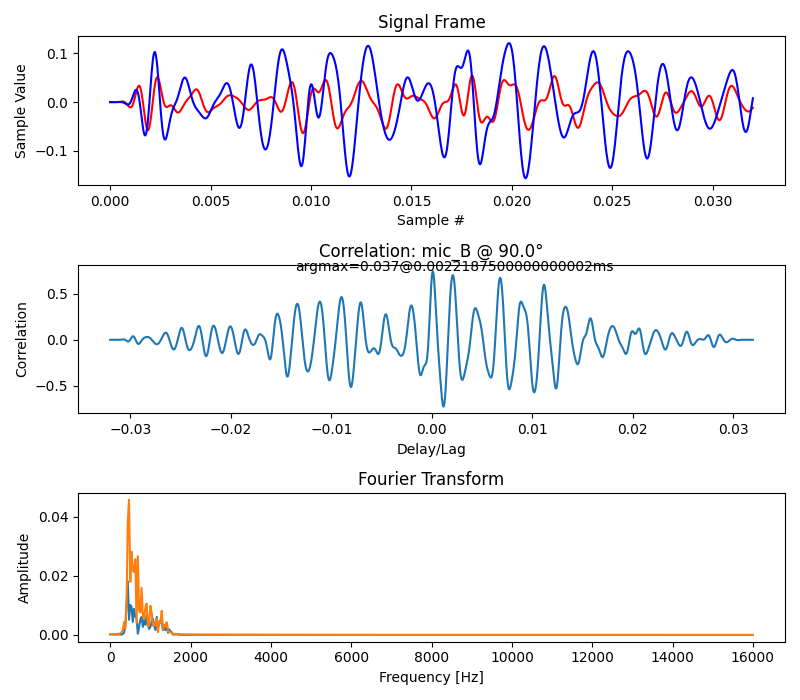 Signal Frame
Sample Value
0.1
0.0
−0.1
0.000 0.005 0.010 0.015 0.020 0.025 0.030
Sample #
Correlation: mic_B @ 90.0°
argmax=0.037@0.0022187500000000002ms
Correlation
0.5
0.0
−0.5
−0.03 −0.02 −0.01 0.00 0.01 0.02 0.03
Delay/Lag
Fourier Transform
Amplitude
0.04
0.02
0.00
0 2000 4000 6000 8000 10000 12000 14000 16000
Frequency [Hz]